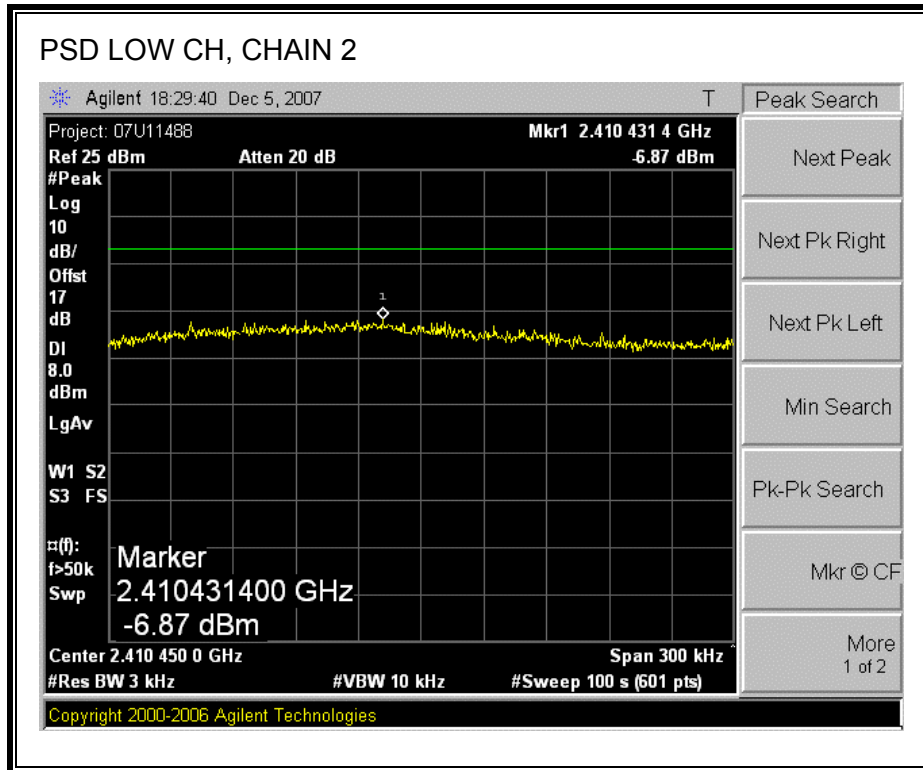 PSD LOW CH, CHAIN 2
Agilent 18:29:40 Dec 5, 2007 T
Peak Search
Project: 07U11488 Mkr1 2.410 431 4 GHz
Ref 25 dBm Atten 20 dB -6.87 dBm
#Peak
Log
10
dB/
Offst
17
dB
DI
8.0
dBm
LgAv
W1 S2
S3 FS
¤(f):
f>50k
Swp
1
Marker
2.410431400 GHz
-6.87 dBm
Center 2.410 450 0 GHz Span 300 kHz ^
#Res BW 3 kHz #VBW 10 kHz #Sweep 100 s (601 pts)
Copyright 2000-2006 Agilent Technologies
Next Peak
Next Pk Right
Next Pk Left
Min Search
Pk-Pk Search
Mkr © CF
More
1 of 2